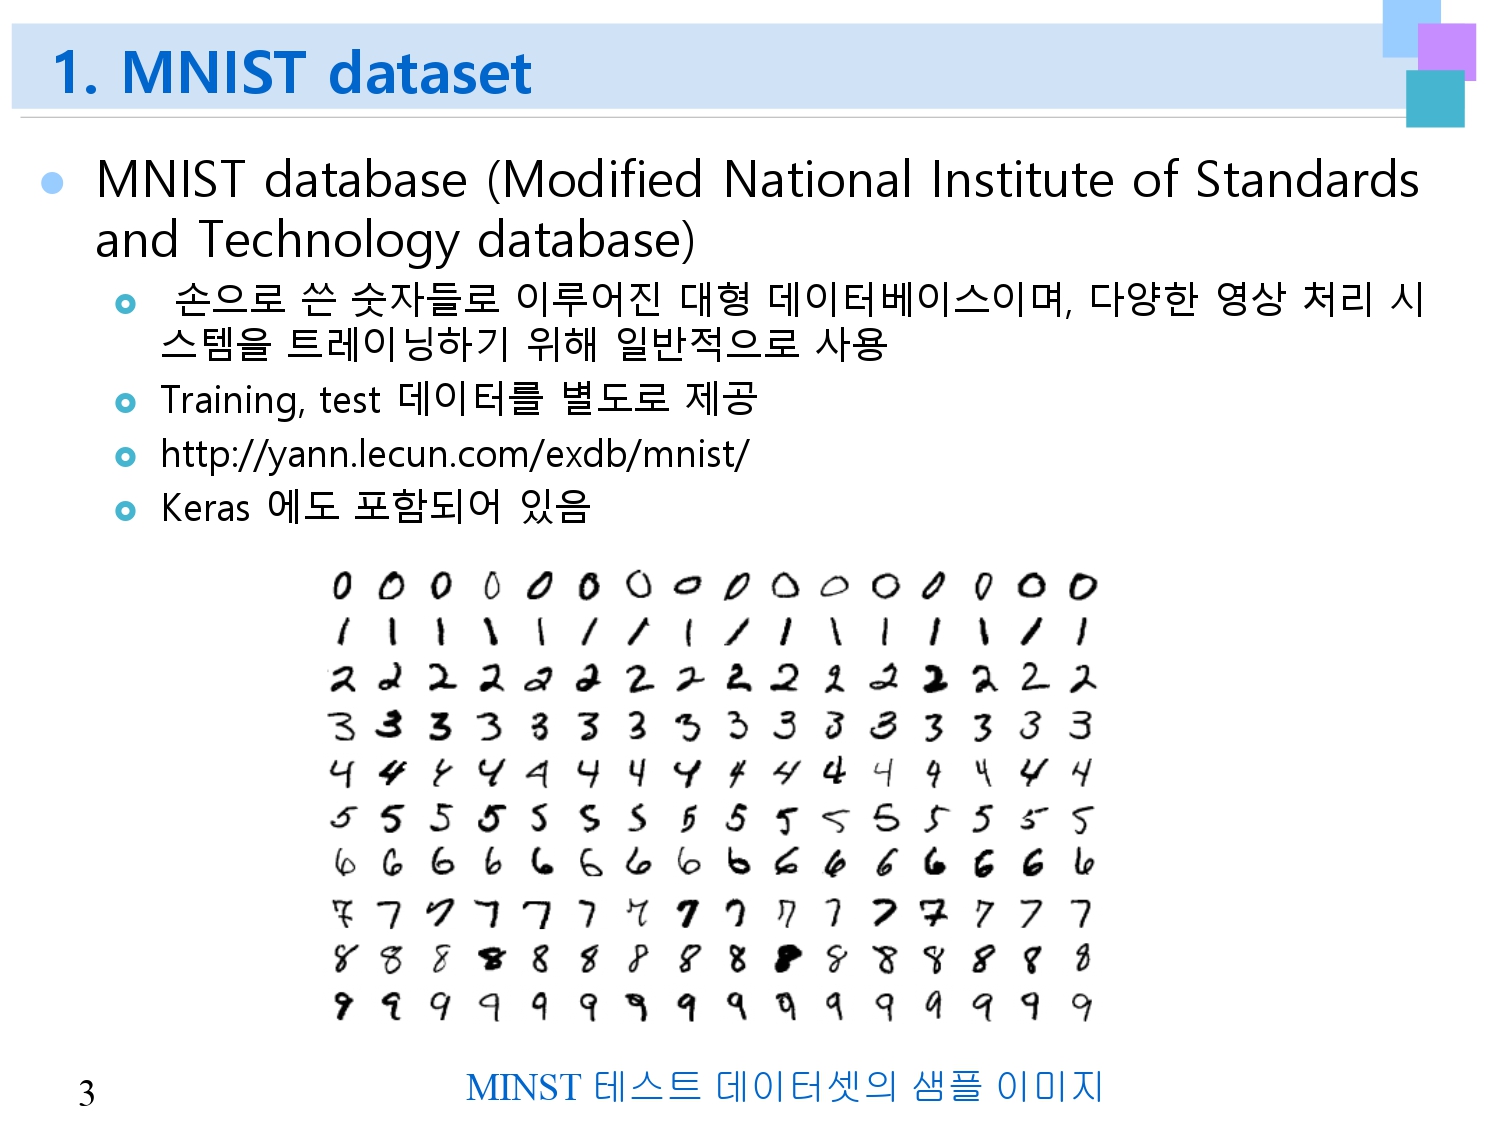 1. MNIST dataset
MNIST database (Modified National Institute of Standards
and Technology database)
손으로 쓴 숫자들로 이루어진 대형 데이터베이스이며, 다양한 영상 처리 시
스템을 트레이닝하기 위해 일반적으로 사용
Training, test 데이터를 별도로 제공
http://yann.lecun.com/exdb/mnist/
Keras 에도 포함되어 있음
0 0 0 0 0 0 0 0 0 0 0 0 0 0 0 0
1 1 1 1 1 1 1 1 1 1 1 1 1 1 1 1
2 2 2 2 2 2 2 2 2 2 2 2 2 2 2 2
3 3 3 3 3 3 3 3 3 3 3 3 3 3 3 3
4 4 4 4 4 4 4 4 4 4 4 4 4 4 4 4
5 5 5 5 5 5 5 5 5 5 5 5 5 5 5 5
6 6 6 6 6 6 6 6 6 6 6 6 6 6 6 6
7 7 7 7 7 7 7 7 7 7 7 7 7 7 7 7
8 8 8 8 8 8 8 8 8 8 8 8 8 8 8 8
9 9 9 9 9 9 9 9 9 9 9 9 9 9 9 9
MINST 테스트 데이터셋의 샘플 이미지
3